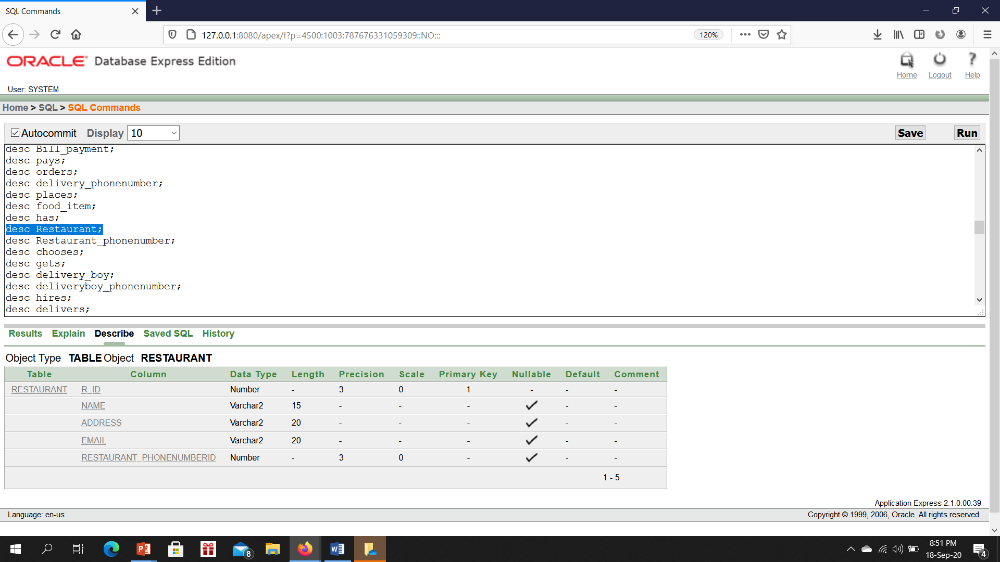 SQL Commands
127.0.0.1:8080/apex/f?p=4500:1003:787676331059309::NO:::
120%
ORACLE Database Express Edition
Home Logout Help
User: SYSTEM
Home > SQL > SQL Commands
Autocommit Display 10 Save Run
desc Bill_payment;
desc pays;
desc orders;
desc delivery_phonenumber;
desc places;
desc food_item;
desc has;
desc Restaurant;
desc Restaurant_phonenumber;
desc chooses;
desc gets;
desc delivery_boy;
desc deliveryboy_phonenumber;
desc hires;
desc delivers;
Results Explain Describe Saved SQL History
Object Type TABLE Object RESTAURANT
Table Column Data Type Length Precision Scale Primary Key Nullable Default Comment
RESTAURANT R_ID Number - 3 0 1 - - -
NAME Varchar2 15 - - - ✓ - -
ADDRESS Varchar2 20 - - - ✓ - -
EMAIL Varchar2 20 - - - ✓ - -
RESTAURANT_PHONENUMBERID Number - 3 0 - ✓ - -
1 - 5
Application Express 2.1.0.00.39
Language: en-us Copyright © 1999, 2006, Oracle. All rights reserved.
8
8:51 PM
18-Sep-20
4